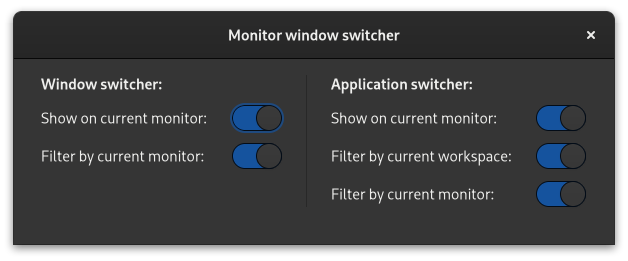 Monitor window switcher
Window switcher:
Show on current monitor:
Filter by current monitor:
Application switcher:
Show on current monitor:
Filter by current workspace:
Filter by current monitor: